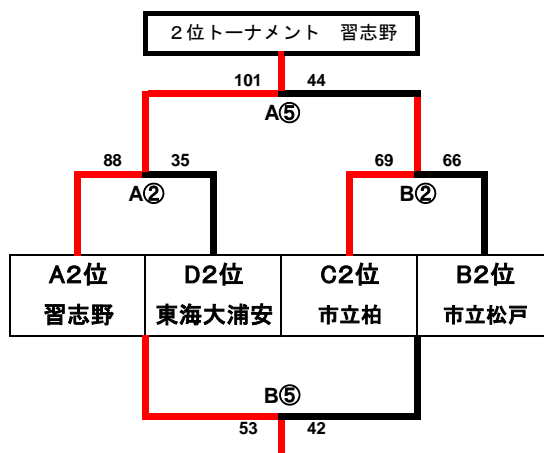 ２位トーナメント　習志野
101 44
A⑤
88 35 69 66
A② B②
A2位 D2位 C2位 B2位
習志野 東海大浦安 市立柏 市立松戸
B⑤
53 42